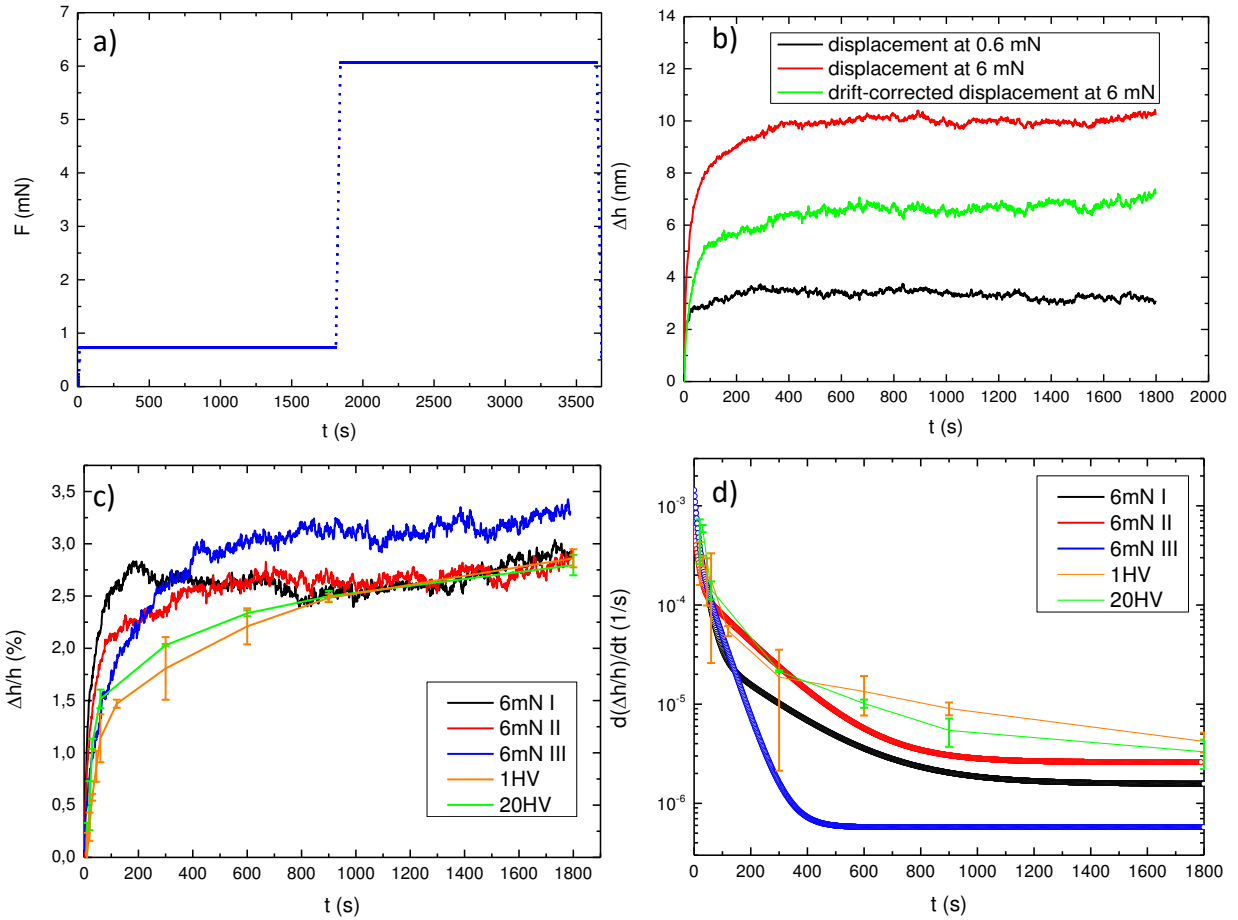 a)
7
6
5
4
3
2
1
0
F (mN)
0 500 1000 1500 2000 2500 3000 3500
t (s)
b)
displacement at 0.6 mN
displacement at 6 mN
drift-corrected displacement at 6 mN
14
12
10
8
6
4
2
0
Δh (nm)
0 200 400 600 800 1000 1200 1400 1600 1800 2000
t (s)
c)
3,5
3,0
2,5
2,0
1,5
1,0
0,5
0,0
Δh/h (%)
6mN I
6mN II
6mN III
1HV
20HV
0 200 400 600 800 1000 1200 1400 1600 1800
t (s)
d)
10⁻³
10⁻⁴
10⁻⁵
10⁻⁶
d(Δh/h)/dt (1/s)
6mN I
6mN II
6mN III
1HV
20HV
0 200 400 600 800 1000 1200 1400 1600 1800
t (s)